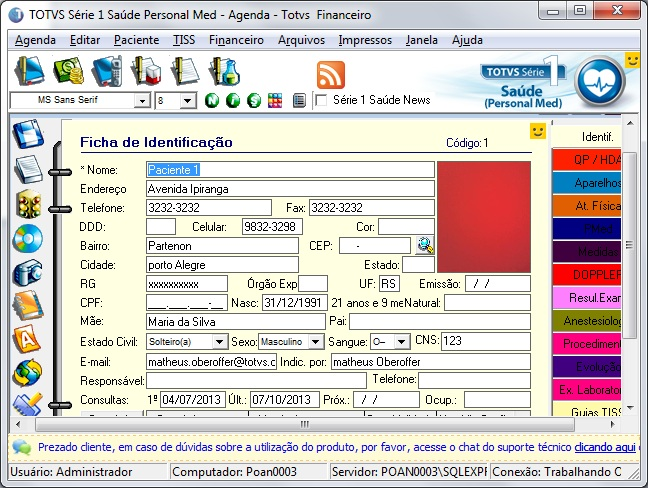 TOTVS Série 1 Saúde Personal Med - Agenda - Totvs Financeiro
Agenda Editar Paciente TISS Financeiro Arquivos Impressos Janela Ajuda
MS Sans Serif 8 N I S Série 1 Saúde News
TOTVS Série 1
Saúde
(Personal Med)
Ficha de Identificação Código:1
* Nome: Paciente 1
Endereço Avenida Ipiranga
Telefone: 3232-3232 Fax: 3232-3232
DDD: Celular: 9832-3298 Cor:
Bairro: Partenon CEP: -
Cidade: porto Alegre Estado:
RG xxxxxxxxxx Órgão Exp UF: RS Emissão: / /
CPF: ___.___.___-__ Nasc: 31/12/1991 21 anos e 9 me Natural:
Mãe: Maria da Silva Pai:
Estado Civil: Solteiro(a) Sexo: Masculino Sangue: O- CNS: 123
E-mail: matheus.oberoffer@totvs.c Indic. por: matheus Oberoffer
Responsável: Telefone:
Consultas: 1ª 04/07/2013 Últ.: 07/10/2013 Próx.: / / Ocup.:
Identif.
QP / HDA
Aparelhos
At. Física
Medidas
DOPPLER
Resul.Exam
Anestesiolog
Procediment
Evolução
Ex. Laborato
Guias TISS
Prezado cliente, em caso de dúvidas sobre a utilização do produto, por favor, acesse o chat do suporte técnico clicando aqui
Usuário: Administrador Computador: Poan0003 Servidor: POAN0003\SQLEXPF Conexão: Trabalhando C